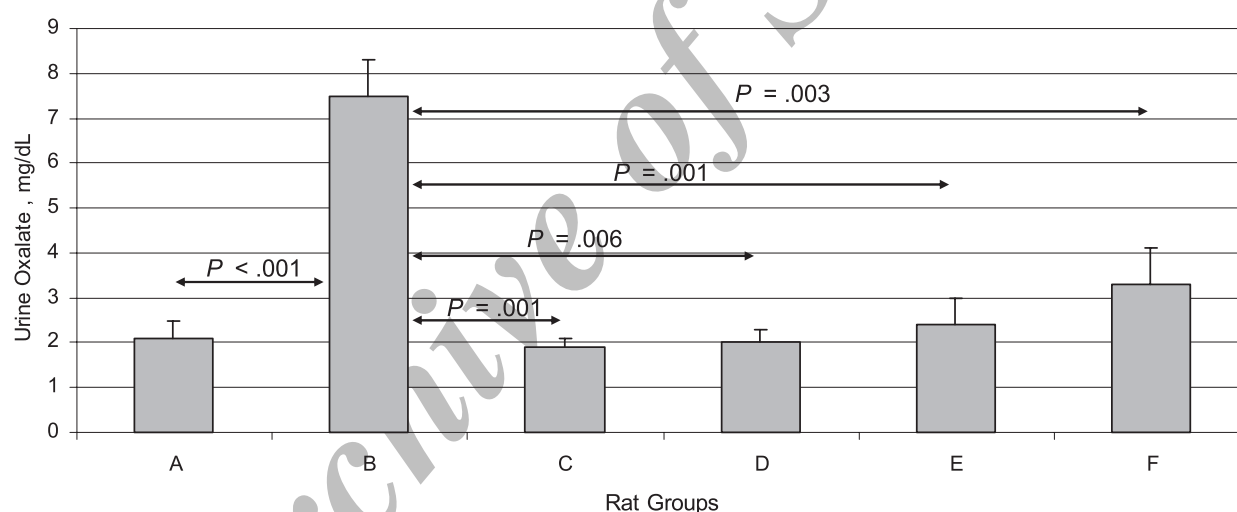 9
8
7
6
5
4
3
2
1
0
Urine Oxalate , mg/dL
P = .003
P = .001
P = .006
P < .001
P = .001
A B C D E F
Rat Groups